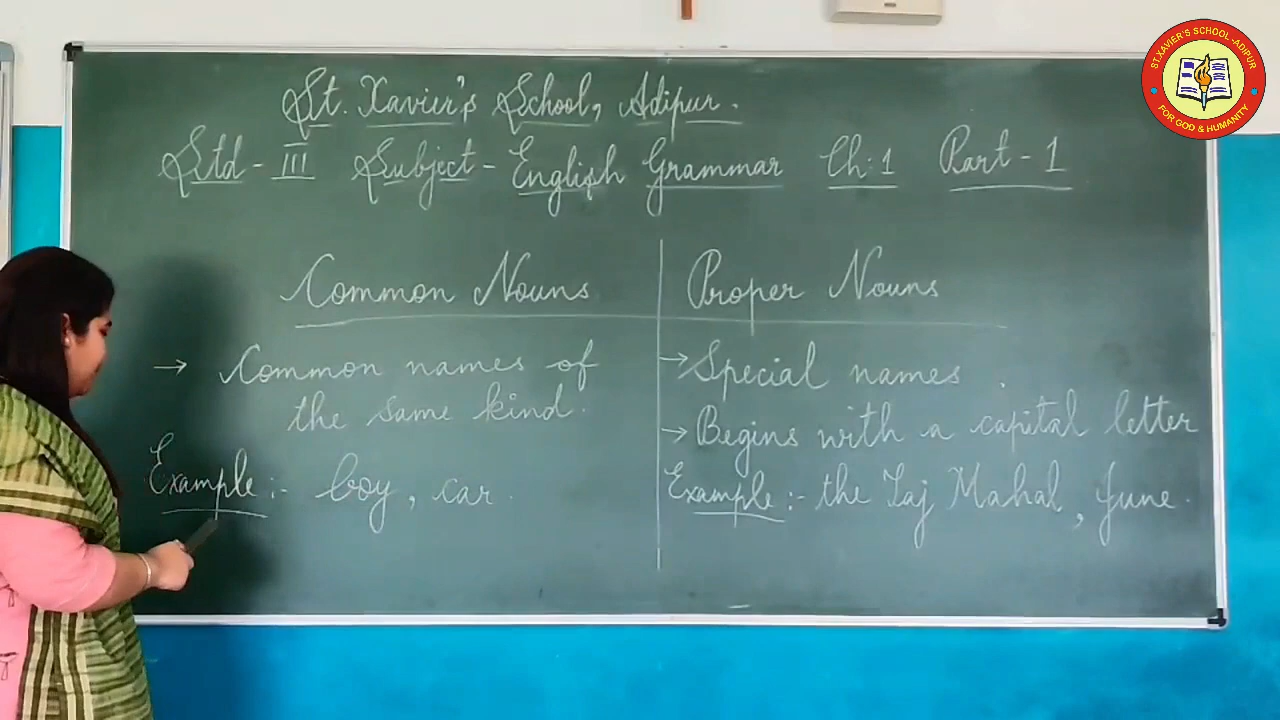 St. Xavier's School, Adipur.
Std - III Subject - English Grammar Ch:1 Part - 1
Common Nouns
→ Common names of
the same kind.
Example :- boy, car.
Proper Nouns
→ Special names.
→ Begins with a capital letter
Example :- the Taj Mahal, June.
ST.XAVIER'S SCHOOL-ADIPUR
FOR GOD & HUMANITY